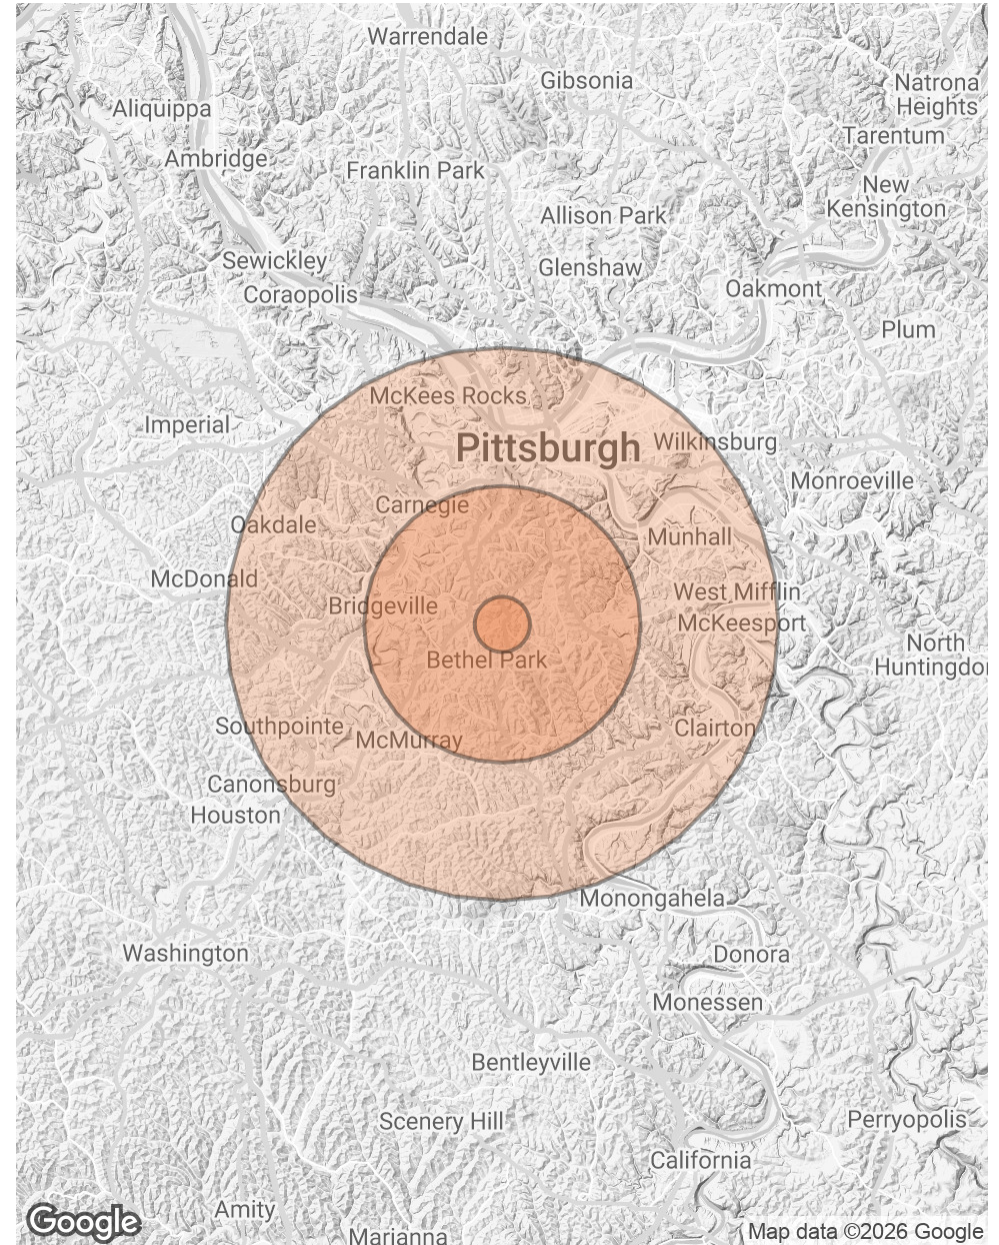 Warrendale
Gibsonia
Natrona
Heights
Aliquippa
Tarentum
Ambridge
Franklin Park
New
Kensington
Allison Park
Sewickley
Glenshaw
Coraopolis
Oakmont
Plum
McKees Rocks
Imperial
Pittsburgh
Wilkinsburg
Monroeville
Carnegie
Oakdale
Munhall
McDonald
West Mifflin
Bridgeville
McKeesport
North
Huntingdon
Bethel Park
Southpointe
McMurray
Clairton
Canonsburg
Houston
Monongahela
Washington
Donora
Monessen
Bentleyville
Scenery Hill
Perryopolis
California
Amity
Marianna
Google
Map data ©2026 Google